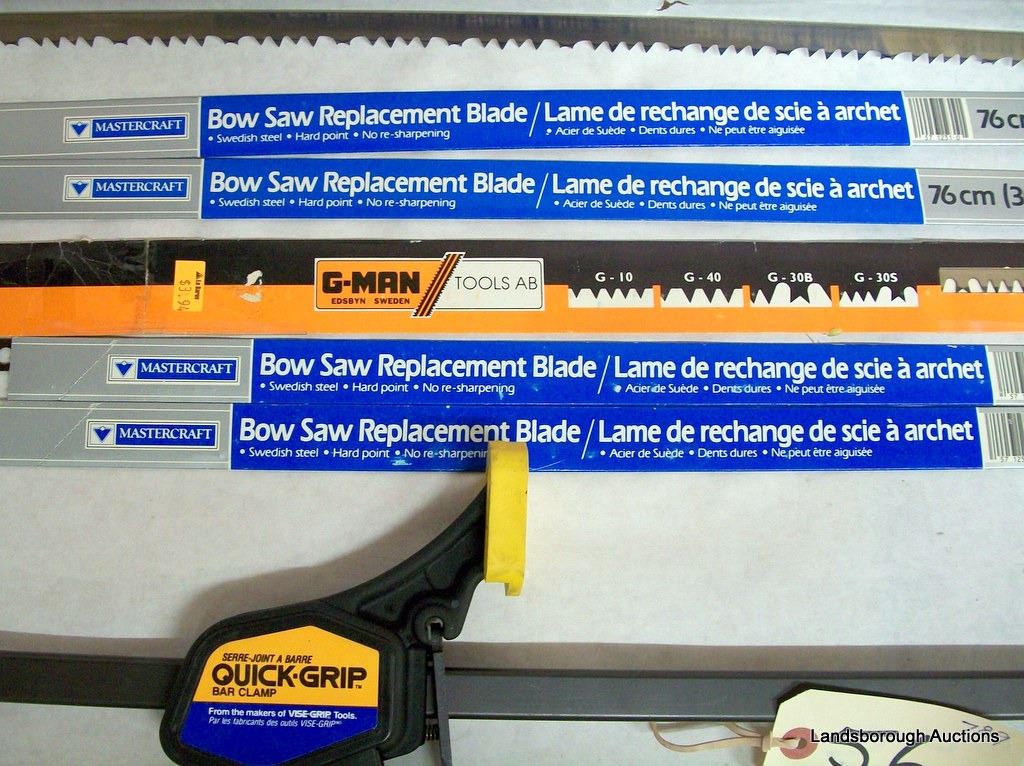 MASTERCRAFT
Bow Saw Replacement Blade / Lame de rechange de scie à archet
• Swedish steel • Hard point • No re-sharpening • Acier de Suède • Dents dures • Ne peut être aiguisée
76 c
MASTERCRAFT
Bow Saw Replacement Blade / Lame de rechange de scie à archet
• Swedish steel • Hard point • No re-sharpening • Acier de Suède • Dents dures • Ne peut être aiguisée
76 cm (3
G-MAN
EDSBYN SWEDEN
TOOLS AB
G - 10 G - 40 G - 30B G - 30S
MASTERCRAFT
Bow Saw Replacement Blade / Lame de rechange de scie à archet
• Swedish steel • Hard point • No re-sharpening • Acier de Suède • Dents dures • Ne peut être aiguisée
MASTERCRAFT
Bow Saw Replacement Blade / Lame de rechange de scie à archet
• Swedish steel • Hard point • No re-sharpenin • Acier de Suède • Dents dures • Ne peut être aiguisée
SERRE-JOINT A BARRE
QUICK·GRIP™
BAR CLAMP
From the makers of VISE-GRIP Tools.
Par les fabricants des outils VISE-GRIP
Landsborough Auctions